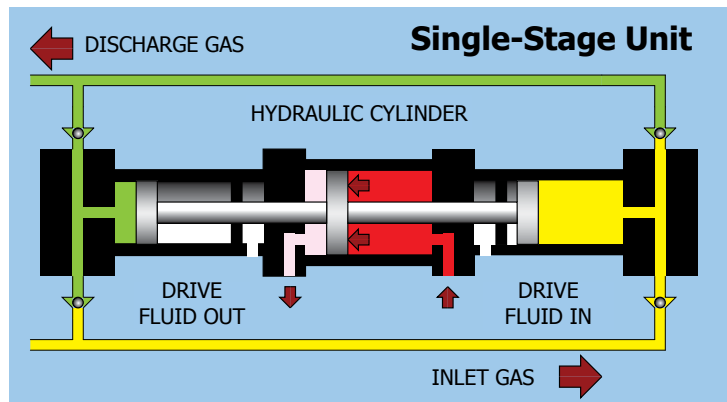 DISCHARGE GAS
Single-Stage Unit
HYDRAULIC CYLINDER
DRIVE
FLUID OUT
DRIVE
FLUID IN
INLET GAS